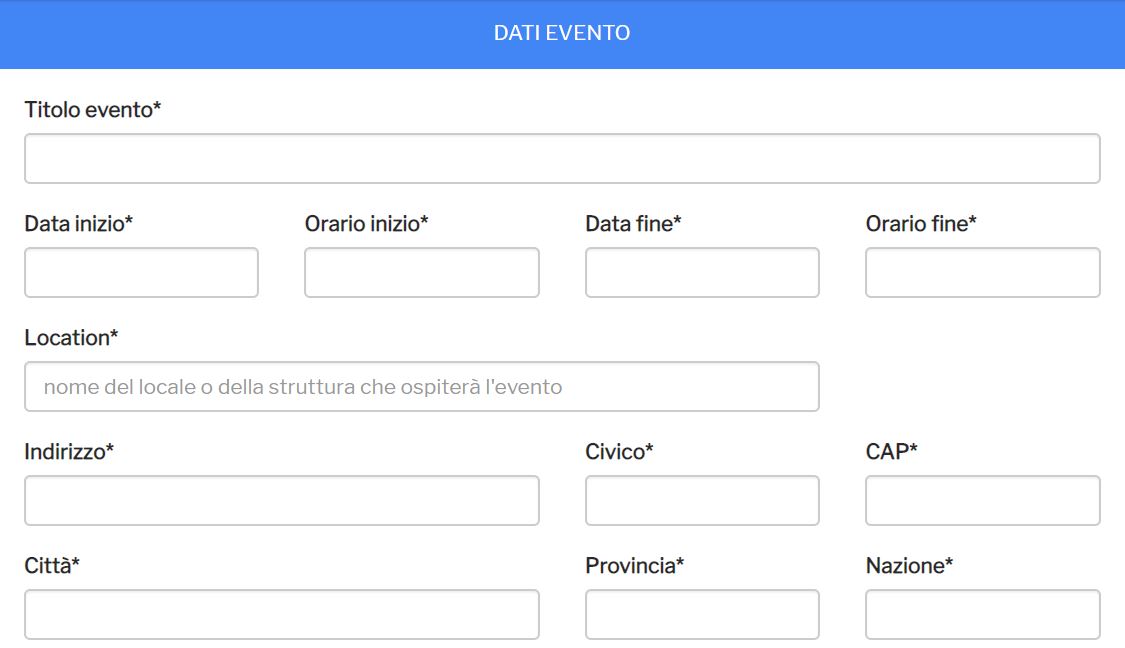 DATI EVENTO
Titolo evento*
Data inizio* Orario inizio* Data fine* Orario fine*
Location*
nome del locale o della struttura che ospiterà l'evento
Indirizzo* Civico* CAP*
Città* Provincia* Nazione*